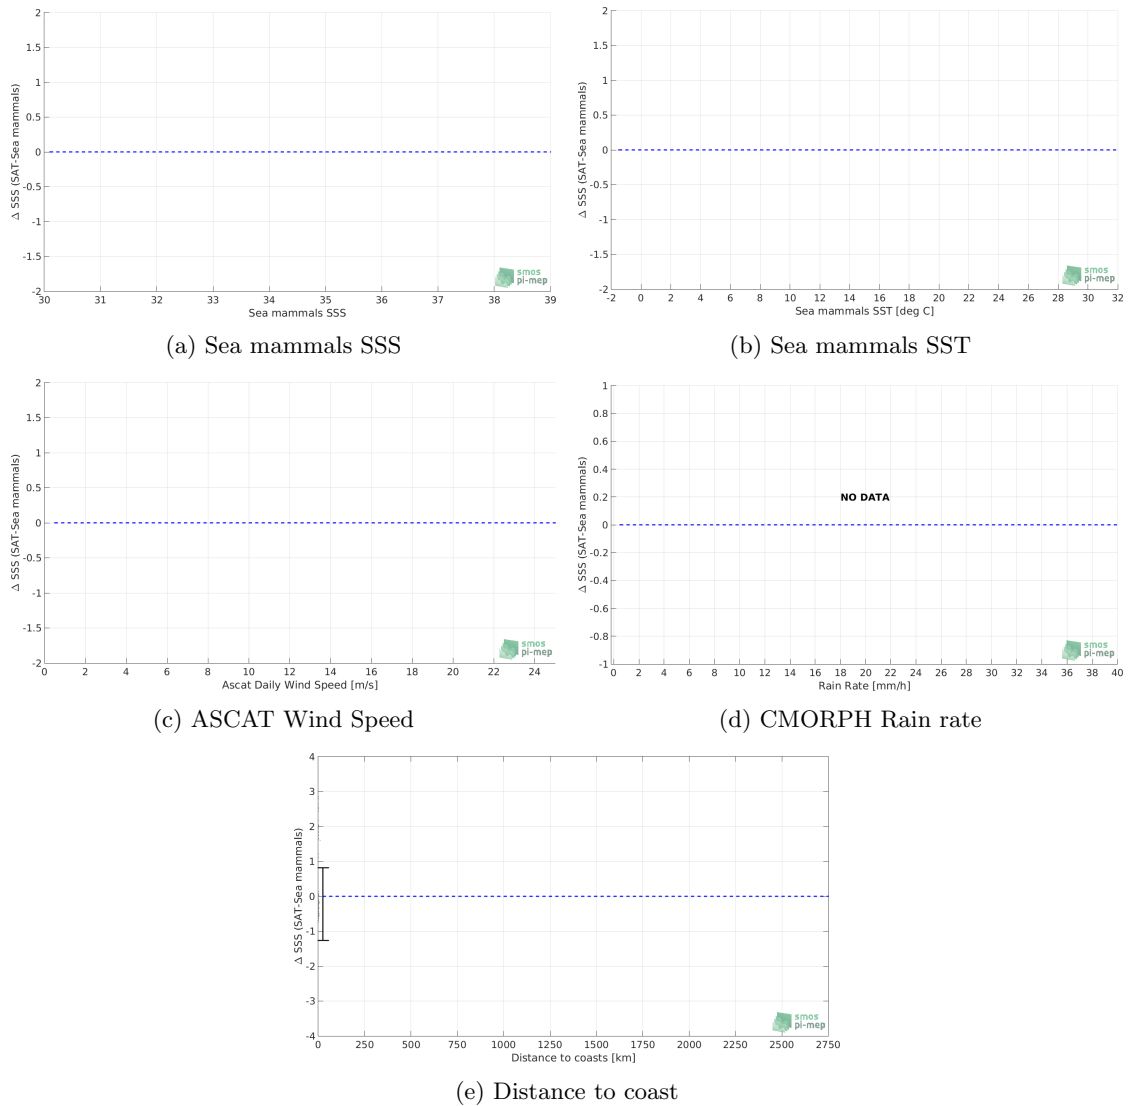 2
1.5
1
0.5
0
-0.5
-1
-1.5
-2
Δ SSS (SAT-Sea mammals)
30 31 32 33 34 35 36 37 38 39
Sea mammals SSS
smos
pi-mep
(a) Sea mammals SSS
2
1.5
1
0.5
0
-0.5
-1
-1.5
-2
Δ SSS (SAT-Sea mammals)
-2 0 2 4 6 8 10 12 14 16 18 20 22 24 26 28 30 32
Sea mammals SST [deg C]
smos
pi-mep
(b) Sea mammals SST
2
1.5
1
0.5
0
-0.5
-1
-1.5
-2
Δ SSS (SAT-Sea mammals)
0 2 4 6 8 10 12 14 16 18 20 22 24
Ascat Daily Wind Speed [m/s]
smos
pi-mep
(c) ASCAT Wind Speed
1
0.8
0.6
0.4
0.2
0
-0.2
-0.4
-0.6
-0.8
-1
Δ SSS (SAT-Sea mammals)
NO DATA
0 2 4 6 8 10 12 14 16 18 20 22 24 26 28 30 32 34 36 38 40
Rain Rate [mm/h]
smos
pi-mep
(d) CMORPH Rain rate
4
3
2
1
0
-1
-2
-3
-4
Δ SSS (SAT-Sea mammals)
0 250 500 750 1000 1250 1500 1750 2000 2250 2500 2750
Distance to coasts [km]
smos
pi-mep
(e) Distance to coast